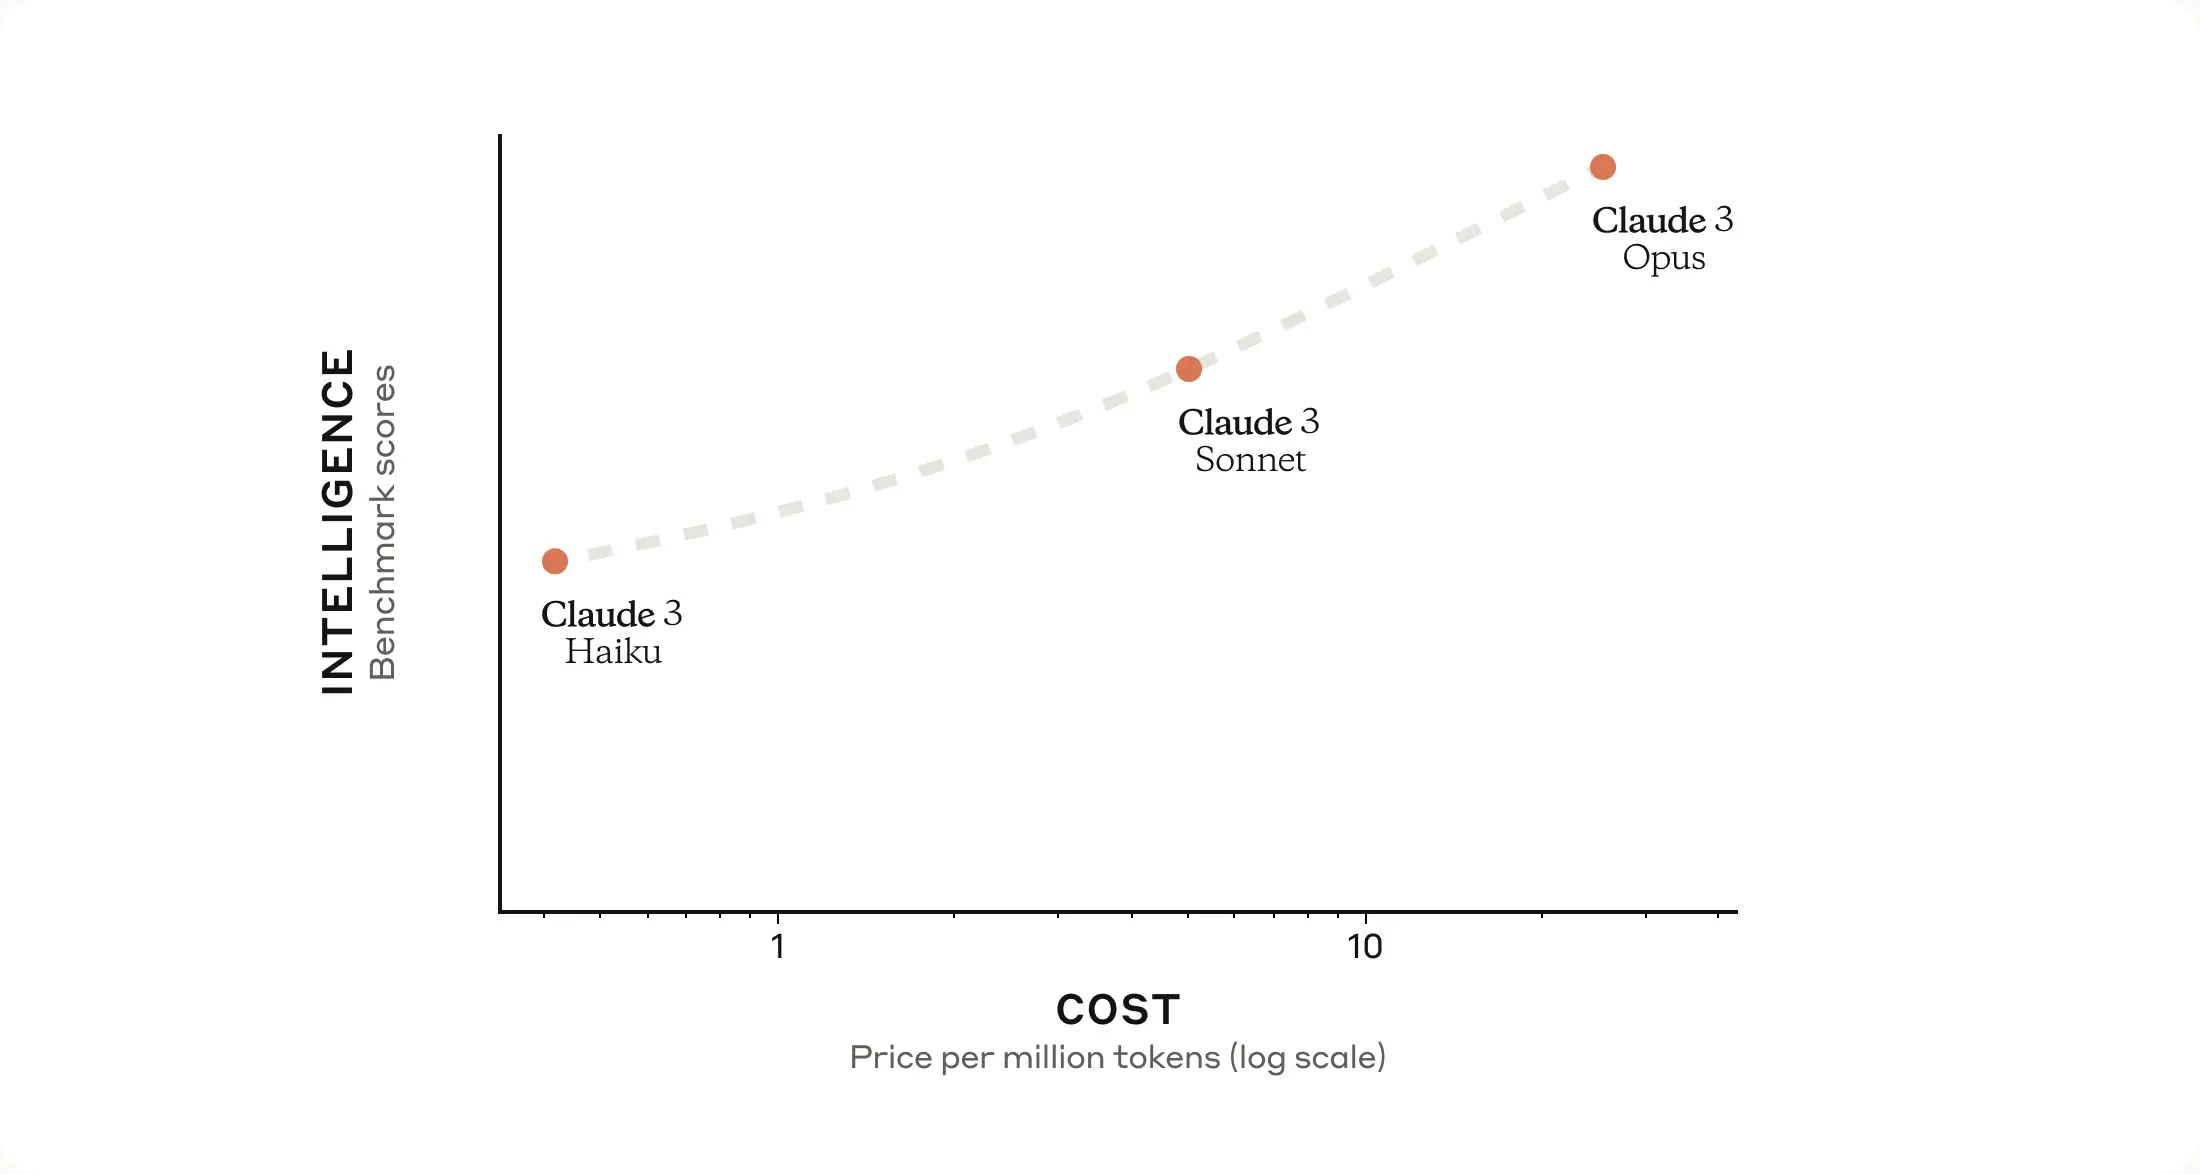 INTELLIGENCE
Benchmark scores
Claude 3
Opus
Claude 3
Sonnet
Claude 3
Haiku
1
10
COST
Price per million tokens (log scale)